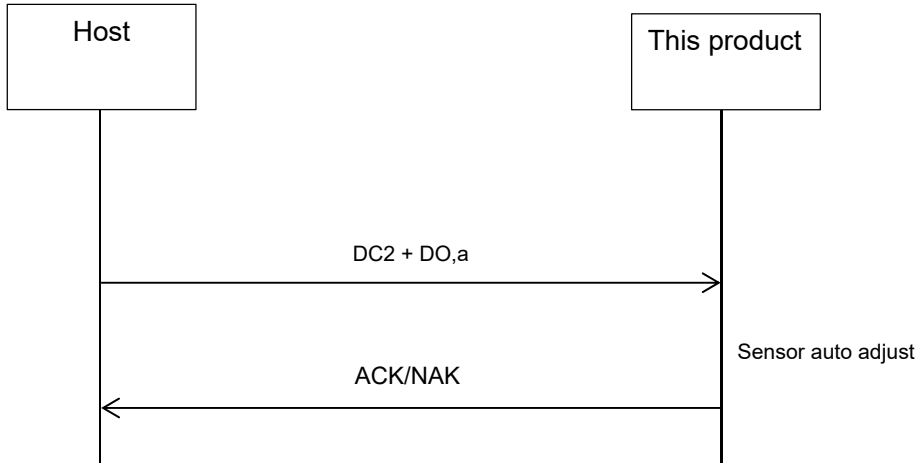 Host
This product
DC2 + DO,a
Sensor auto adjust
ACK/NAK